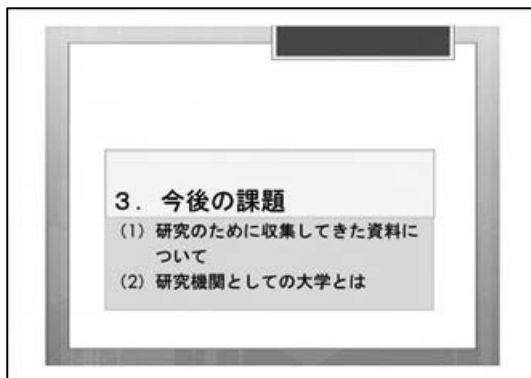 ３．今後の課題
(1) 研究のために収集してきた資料に
ついて
(2) 研究機関としての大学とは